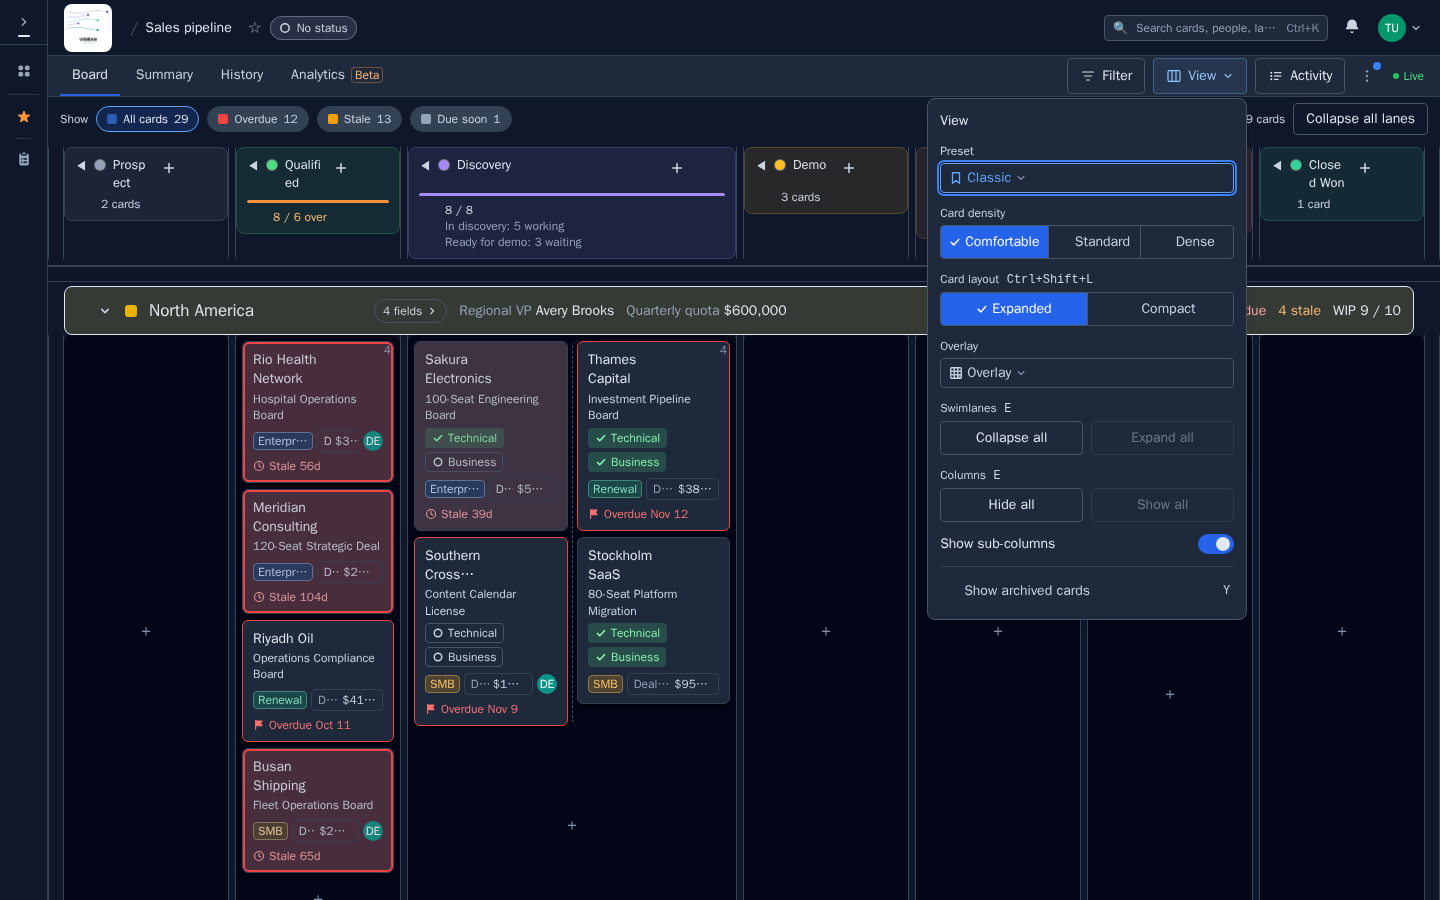 VISBAN
/ Sales pipeline
No status
Search cards, people, la··· Ctrl+K
TU
Board
Summary
History
Analytics Beta
Filter
View
Activity
Live
Show
All cards 29
Overdue 12
Stale 13
Due soon 1
9 cards
Collapse all lanes
Prosp
ect
2 cards
Qualifi
ed
8 / 6 over
Discovery
8 / 8
In discovery: 5 working
Ready for demo: 3 waiting
Demo
3 cards
Close
d Won
1 card
View
Preset
Classic
Card density
Comfortable
Standard
Dense
Card layout Ctrl+Shift+L
Expanded
Compact
Overlay
Overlay
Swimlanes E
Collapse all
Expand all
Columns E
Hide all
Show all
Show sub-columns
Show archived cards Y
North America
4 fields
Regional VP Avery Brooks
Quarterly quota $600,000
due
4 stale
WIP 9 / 10
4
Rio Health
Network
Hospital Operations
Board
Enterpr··· D $3·· DE
Stale 56d
Meridian
Consulting
120-Seat Strategic Deal
Enterpr··· D·· $2···
Stale 104d
Riyadh Oil
Operations Compliance
Board
Renewal D··· $41···
Overdue Oct 11
Busan
Shipping
Fleet Operations Board
SMB D·· $2··· DE
Stale 65d
Sakura
Electronics
100-Seat Engineering
Board
Technical
Business
Enterpr··· D·· $5···
Stale 39d
Southern
Cross···
Content Calendar
License
Technical
Business
SMB D··· $1··· DE
Overdue Nov 9
4
Thames
Capital
Investment Pipeline
Board
Technical
Business
Renewal D··· $38···
Overdue Nov 12
Stockholm
SaaS
80-Seat Platform
Migration
Technical
Business
SMB Deal··· $95···